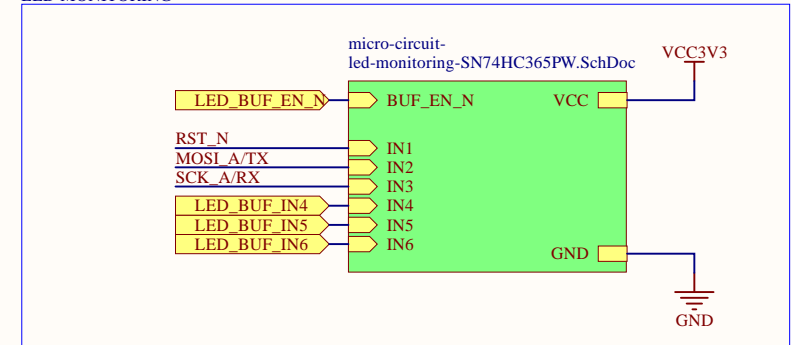 micro-circuit-
led-monitoring-SN74HC365PW.SchDoc
VCC3V3
LED_BUF_EN_N
BUF_EN_N
VCC
RST_N
IN1
MOSI_A/TX
IN2
SCK_A/RX
IN3
LED_BUF_IN4
IN4
LED_BUF_IN5
IN5
LED_BUF_IN6
IN6
GND
GND